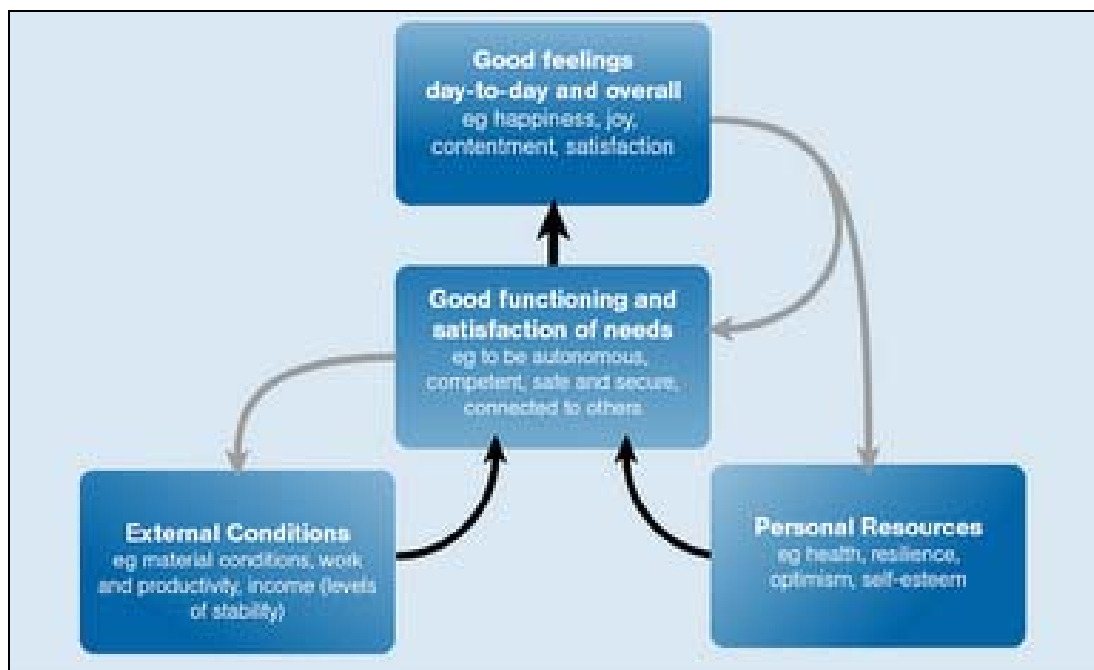 Good feelings
day-to-day and overall
eg happiness, joy,
contentment, satisfaction
Good functioning and
satisfaction of needs
eg to be autonomous,
competent, safe and secure,
connected to others
External Conditions
eg material conditions, work
and productivity, income (levels
of stability)
Personal Resources
eg health, resilience,
optimism, self-esteem